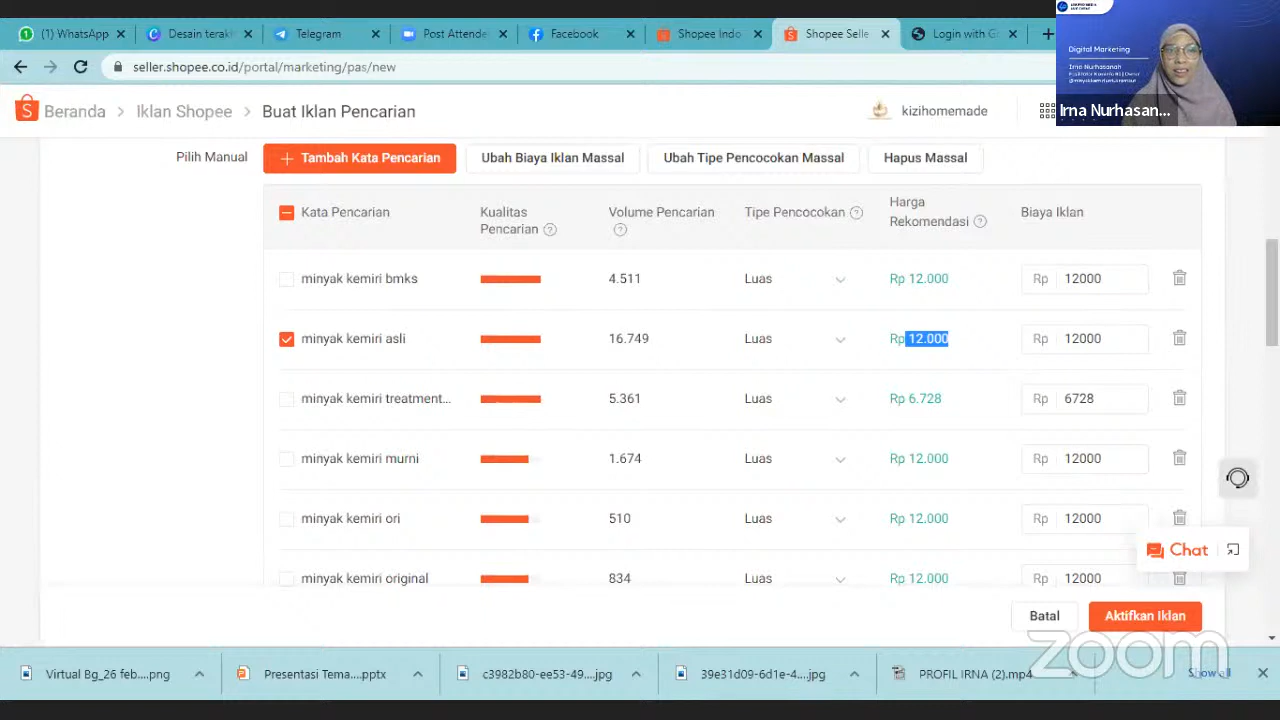 (1) WhatsApp
Desain terak
Telegram
Post Attende
Facebook
Shopee Indo
Shopee Selle
Login with G
seller.shopee.co.id/portal/marketing/pas/new
Digital Marketing
Irna Nurhasanah
Irna Nurhasan...
Beranda > Iklan Shopee > Buat Iklan Pencarian
kizihomemade
Pilih Manual
+ Tambah Kata Pencarian
Ubah Biaya Iklan Massal
Ubah Tipe Pencocokan Massal
Hapus Massal
Kata Pencarian
Kualitas Pencarian
Volume Pencarian
Tipe Pencocokan
Harga Rekomendasi
Biaya Iklan
minyak kemiri bmks 4.511 Luas Rp 12.000 Rp 12000
minyak kemiri asli 16.749 Luas Rp 12.000 Rp 12000
minyak kemiri treatment... 5.361 Luas Rp 6.728 Rp 6728
minyak kemiri murni 1.674 Luas Rp 12.000 Rp 12000
minyak kemiri ori 510 Luas Rp 12.000 Rp 12000
minyak kemiri original 834 Luas Rp 12.000 Rp 12000
Chat
Batal
Aktifkan Iklan
zoom
Virtual Bg_26 feb....png
Presentasi Tema....pptx
c3982b80-ee53-49...jpg
39e31d09-6d1e-4....jpg
PROFIL IRNA (2).mp4
Show all